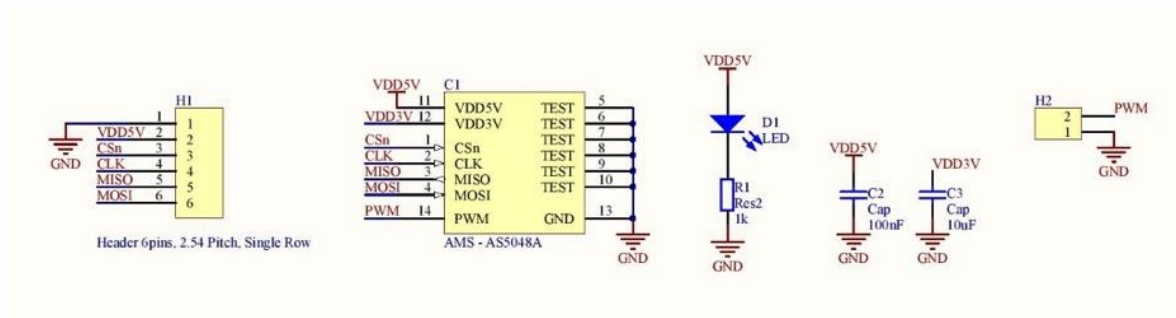 H1
1
2
3
4
5
6
VDD5V
CSn
CLK
MISO
MOSI
1
2
3
4
5
6
GND
Header 6pins, 2.54 Pitch, Single Row
C1
VDD5V
VDD3V
CSn
CLK
MISO
MOSI
PWM
11
12
1
2
3
4
14
VDD5V
VDD3V
CSn
CLK
MISO
MOSI
PWM
TEST
TEST
TEST
TEST
TEST
TEST
GND
5
6
7
8
9
10
13
GND
AMS - AS5048A
VDD5V
D1
LED
R1
Res2
1k
GND
VDD5V
C2
Cap
100nF
GND
VDD3V
C3
Cap
10uF
GND
H2
2
1
PWM
GND